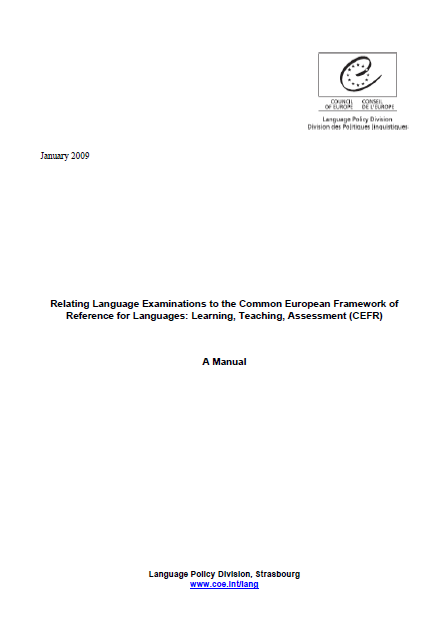 COUNCIL CONSEIL
OF EUROPE DE L'EUROPE
Language Policy Division
Division des Politiques linguistiques
January 2009
Relating Language Examinations to the Common European Framework of
Reference for Languages: Learning, Teaching, Assessment (CEFR)
A Manual
Language Policy Division, Strasbourg
www.coe.int/lang